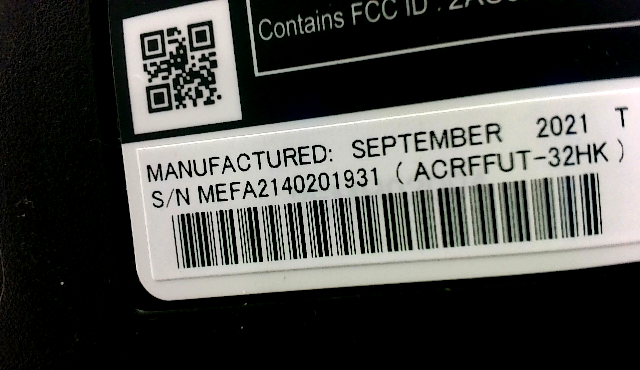 Contains FCC ID :
MANUFACTURED: SEPTEMBER 2021 T
S/N MEFA2140201931 ( ACRFFUT-32HK )